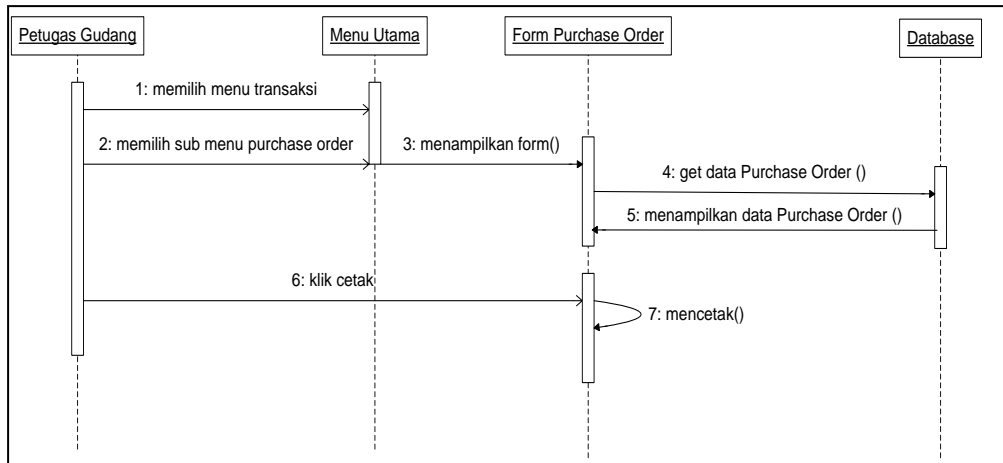 Petugas Gudang
Menu Utama
Form Purchase Order
Database
1: memilih menu transaksi
2: memilih sub menu purchase order
3: menampilkan form()
4: get data Purchase Order ()
5: menampilkan data Purchase Order ()
6: klik cetak
7: mencetak()